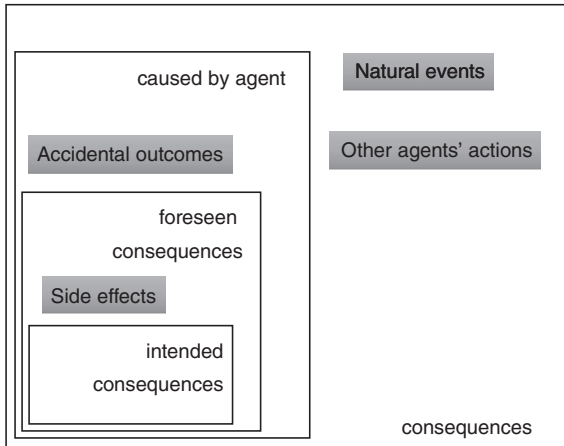 caused by agent
Natural events
Accidental outcomes
Other agents’ actions
foreseen
consequences
Side effects
intended
consequences
consequences